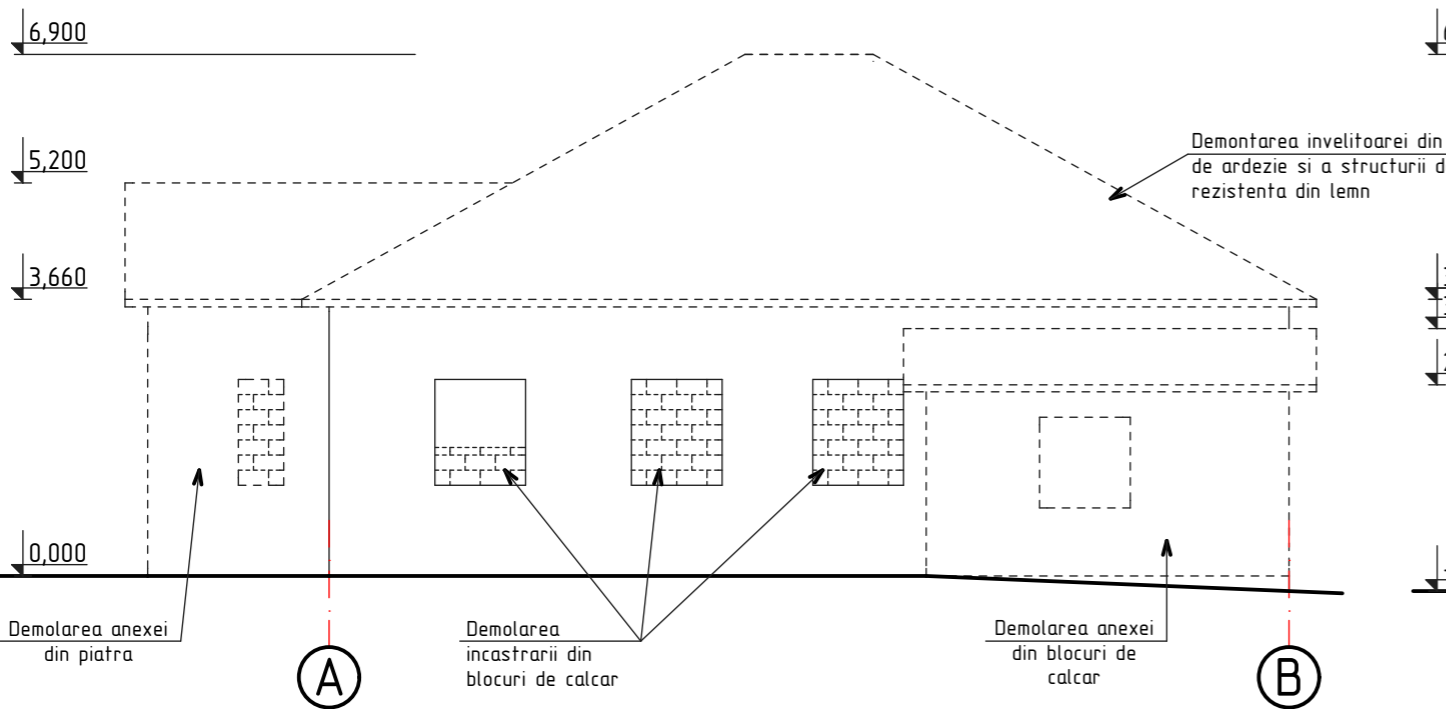 6,900
5,200
3,660
0,000
Demontarea invelitoarei din
de ardezie si a structurii d
rezistenta din lemn
Demolarea anexei
din piatra
Demolarea
incastrarii din
blocuri de calcar
Demolarea anexei
din blocuri de
calcar
A
B